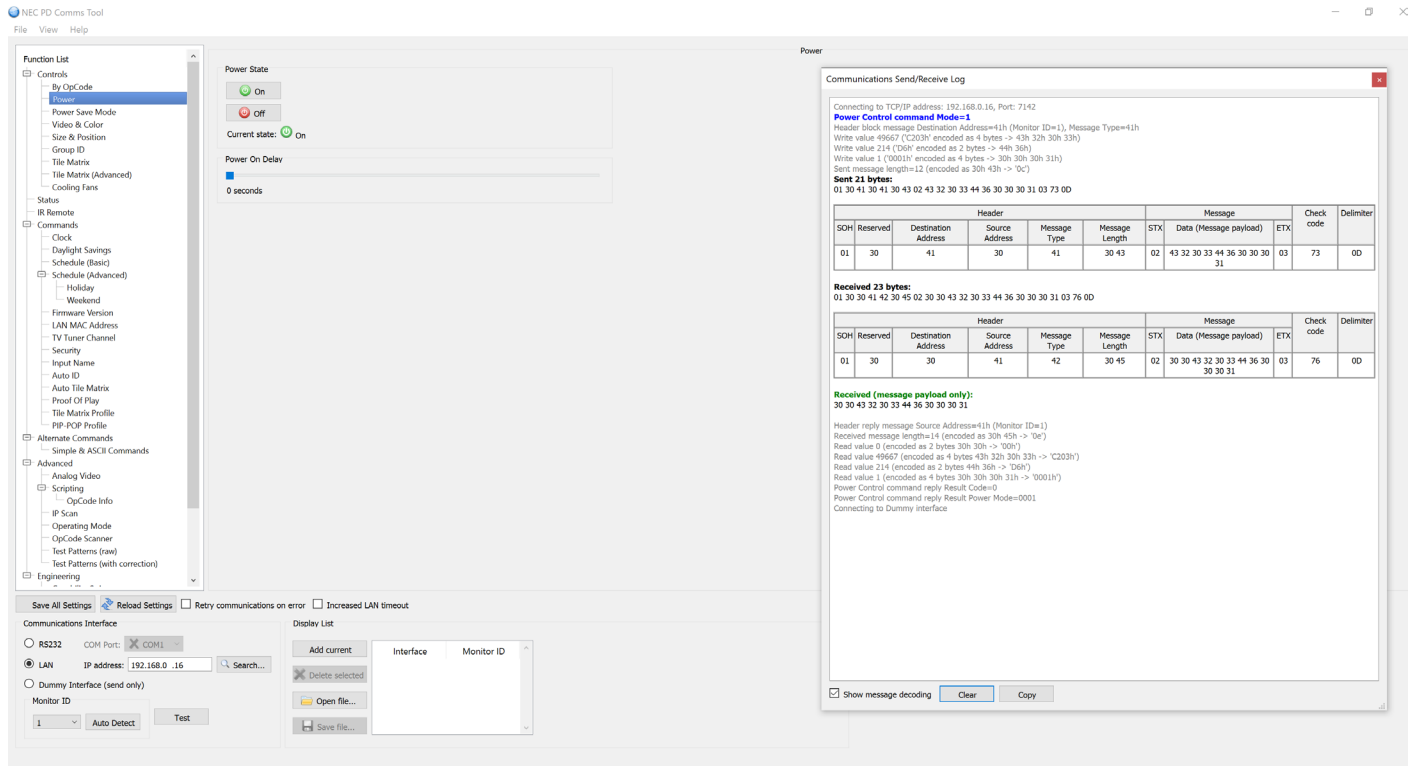 NEC PD Comms Tool
File View Help
Function List
Controls
By OpCode
Power
Power Save Mode
Video & Color
Size & Position
Group ID
Tile Matrix
Tile Matrix (Advanced)
Cooling Fans
Status
IR Remote
Commands
Clock
Daylight Savings
Schedule (Basic)
Schedule (Advanced)
Holiday
Weekend
Firmware Version
LAN MAC Address
TV Tuner Channel
Security
Input Name
Auto ID
Auto Tile Matrix
Proof Of Play
Tile Matrix Profile
PIP-POP Profile
Alternate Commands
Simple & ASCII Commands
Advanced
Analog Video
Scripting
OpCode Info
IP Scan
Operating Mode
OpCode Scanner
Test Patterns (raw)
Test Patterns (with correction)
Engineering
Power
Power State
On
Off
Current state: On
Power On Delay
0 seconds
Communications Send/Receive Log
Connecting to TCP/IP address: 192.168.0.16, Port: 7142
Power Control command Mode=1
Header block message Destination Address=41h (Monitor ID=1), Message Type=41h
Write value 49667 ('C203h' encoded as 4 bytes -> 43h 32h 30h 33h)
Write value 214 ('D6h' encoded as 2 bytes -> 44h 36h)
Write value 1 ('0001h' encoded as 4 bytes -> 30h 30h 30h 31h)
Sent message length=12 (encoded as 30h 43h -> '0c')
Sent 21 bytes:
01 30 41 30 41 30 43 02 43 32 30 33 44 36 30 30 30 31 03 73 0D
Header Message Check code Delimiter
SOH Reserved Destination Address Source Address Message Type Message Length STX Data (Message payload) ETX
01 30 41 30 41 30 43 02 43 32 30 33 44 36 30 30 30 31 03 73 0D
Received 23 bytes:
01 30 30 41 42 30 45 02 30 30 43 32 30 33 44 36 30 30 30 31 03 76 0D
Header Message Check code Delimiter
SOH Reserved Destination Address Source Address Message Type Message Length STX Data (Message payload) ETX
01 30 30 41 42 30 45 02 30 30 43 32 30 33 44 36 30 30 30 31 03 76 0D
Received (message payload only):
30 30 43 32 30 33 44 36 30 30 30 31
Header reply message Source Address=41h (Monitor ID=1)
Received message length=14 (encoded as 30h 45h -> '0e')
Read value 0 (encoded as 2 bytes 30h 30h -> '00h')
Read value 49667 (encoded as 4 bytes 43h 32h 30h 33h -> 'C203h')
Read value 214 (encoded as 2 bytes 44h 36h -> 'D6h')
Read value 1 (encoded as 4 bytes 30h 30h 30h 31h -> '0001h')
Power Control command reply Result Code=0
Power Control command reply Result Power Mode=0001
Connecting to Dummy interface
Show message decoding Clear Copy
Save All Settings Reload Settings Retry communications on error Increased LAN timeout
Communications Interface
RS232 COM Port: COM1
LAN IP address: 192.168.0 .16 Search...
Dummy Interface (send only)
Monitor ID
1 Auto Detect Test
Display List
Add current
Delete selected
Open file...
Save file...
Interface Monitor ID